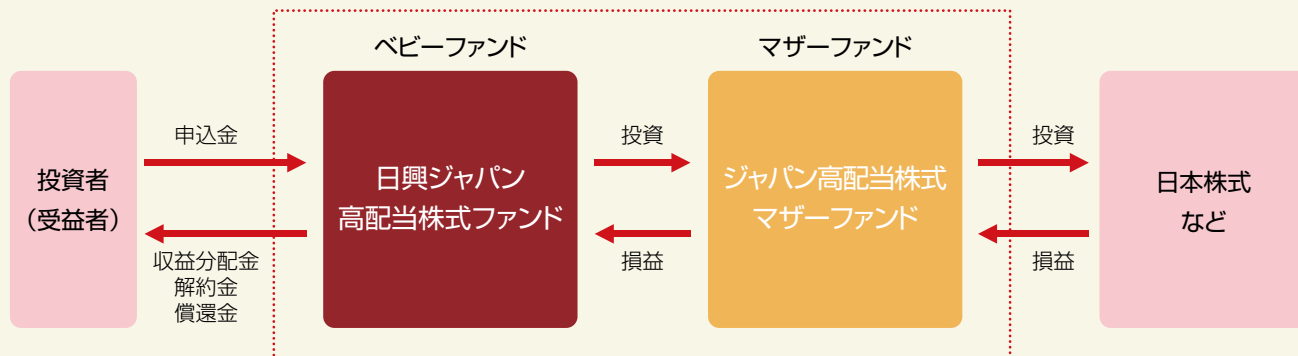 ベビーファンド
マザーファンド
投資者
（受益者）
申込金
収益分配金
解約金
償還金
日興ジャパン
高配当株式ファンド
投資
損益
ジャパン高配当株式
マザーファンド
投資
損益
日本株式
など